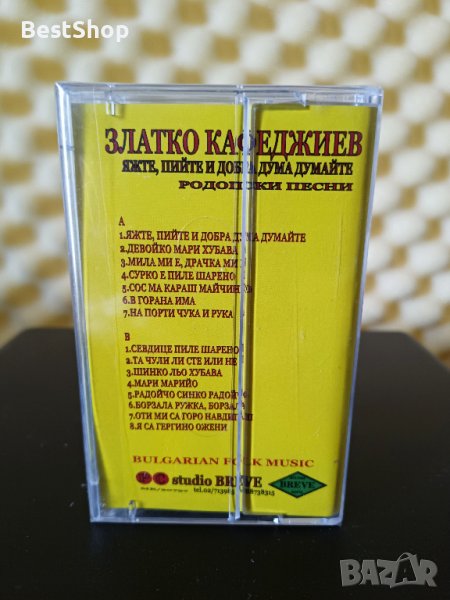 BestShop
ЗЛАТКО КАФЕДЖИЕВ
ЯЖТЕ, ПИЙТЕ И ДОБРА ДУМА ДУМАЙТЕ
РОДОПСКИ ПЕСНИ
А
1.ЯЖТЕ, ПИЙТЕ И ДОБРА ДУМА ДУМАЙТЕ
2.ДЕВОЙКО МАРИ ХУБАВА
3.МИЛА МИ Е, ДРАЧКА МИ
4.СУРКО Е ПИЛЕ ШАРЕНО
5.СОС МА КАРАШ
6.В ГОРАНА ИМА
7.НА ПОРТИ ЧУКА И РУКА
В
1.СЕВДИЦЕ ПИЛЕ ШАРЕНО
2.ТА ЧУЛИ ЛИ СТЕ ИЛИ НЕ
3.ШИНКО ЛЬО ХУБАВА
4.МАРИ МАРИЙО
5.РАДОЙЧО СИНКО РАДОЙЧО
6.БОРЗАЛА РУЖКА, БОРЗАЛА
7.ОТИ МИ СА ГОРО
8.Я СА ГЕРГИНО ОЖЕНИ
BULGARIAN FOLK MUSIC
studio BREVE
BREVE
BAZAR